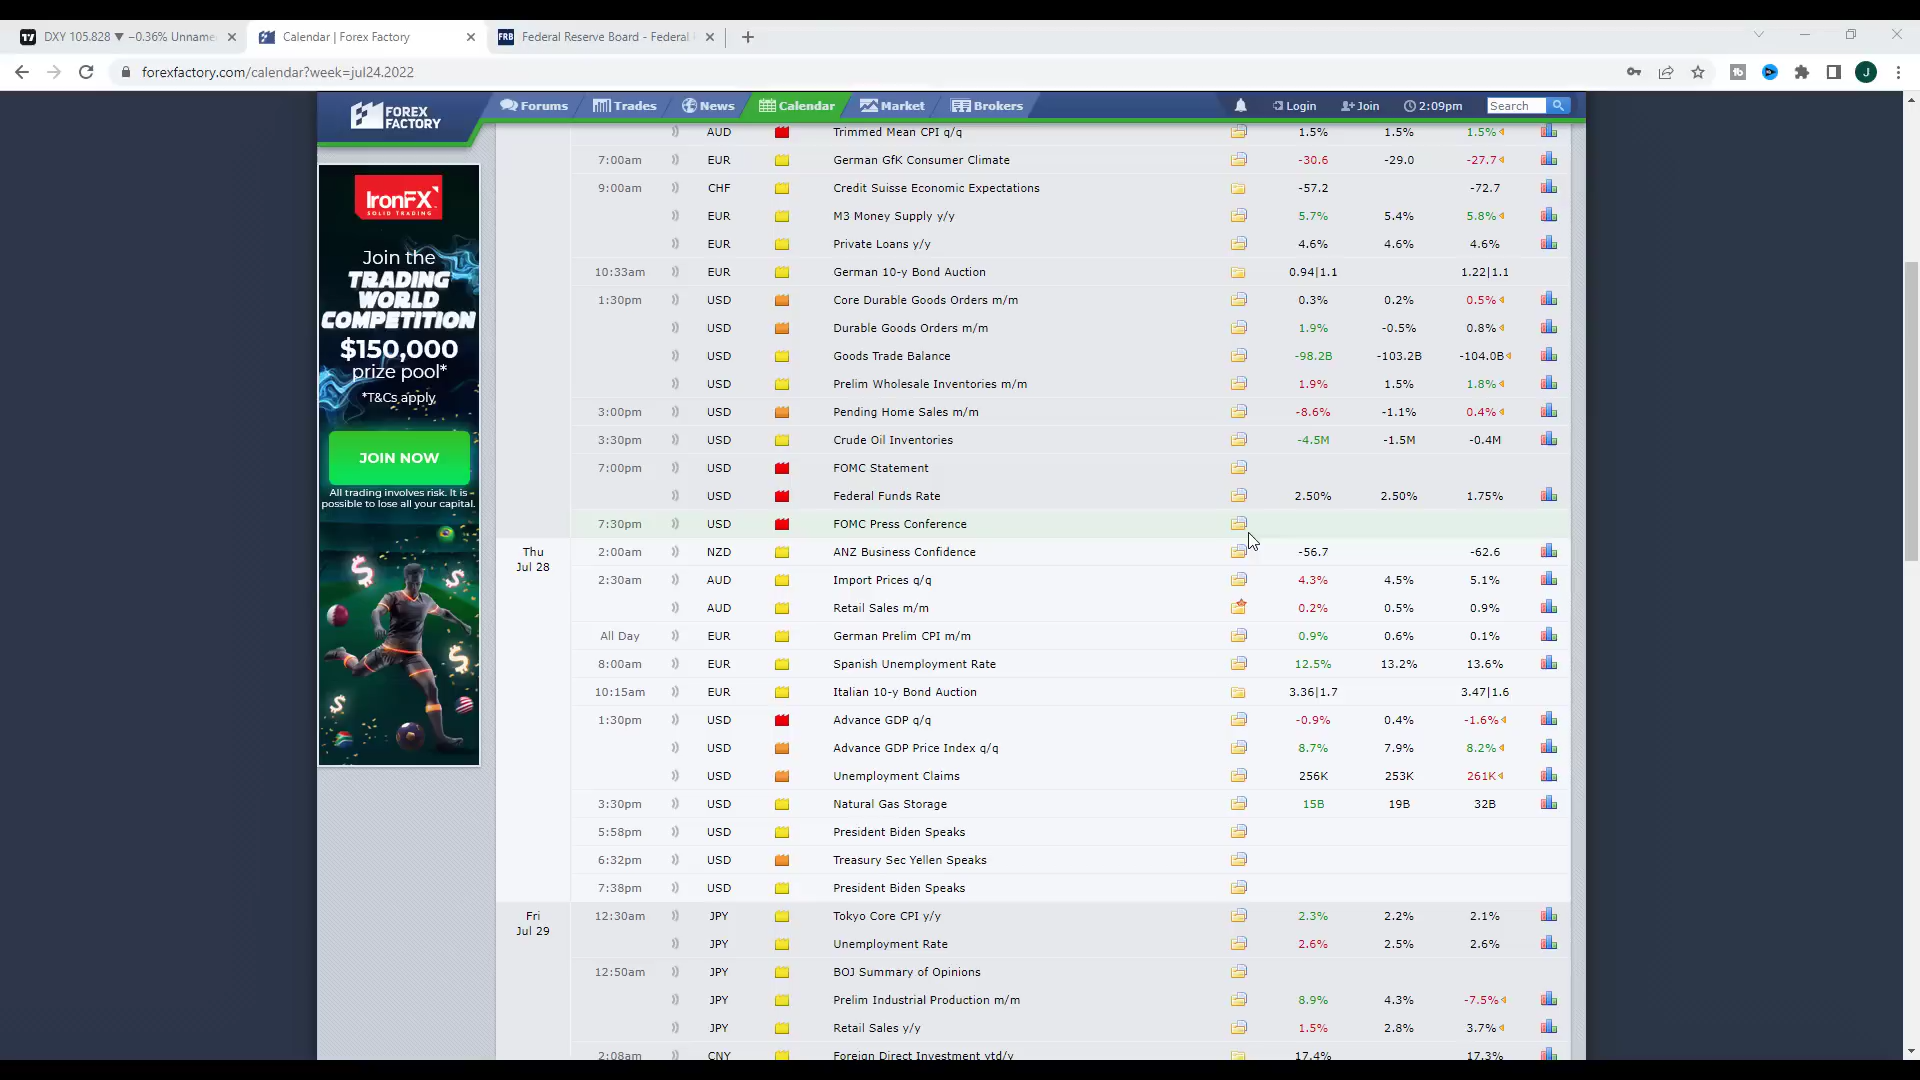 DXY 105.828 ▼ −0.36% Unname
Calendar | Forex Factory
FRB Federal Reserve Board - Federal
forexfactory.com/calendar?week=jul24.2022
J
FOREX
FACTORY
Forums
Trades
News
Calendar
Market
Brokers
Login
Join
2:09pm
Search
IronFX
SOLID TRADING
Join the
TRADING
WORLD
COMPETITION
$150,000
prize pool*
*T&Cs apply.
JOIN NOW
All trading involves risk. It is
possible to lose all your capital.
AUD Trimmed Mean CPI q/q 1.5% 1.5% 1.5%
7:00am EUR German GfK Consumer Climate -30.6 -29.0 -27.7
9:00am CHF Credit Suisse Economic Expectations -57.2 -72.7
EUR M3 Money Supply y/y 5.7% 5.4% 5.8%
EUR Private Loans y/y 4.6% 4.6% 4.6%
10:33am EUR German 10-y Bond Auction 0.94|1.1 1.22|1.1
1:30pm USD Core Durable Goods Orders m/m 0.3% 0.2% 0.5%
USD Durable Goods Orders m/m 1.9% -0.5% 0.8%
USD Goods Trade Balance -98.2B -103.2B -104.0B
USD Prelim Wholesale Inventories m/m 1.9% 1.5% 1.8%
3:00pm USD Pending Home Sales m/m -8.6% -1.1% 0.4%
3:30pm USD Crude Oil Inventories -4.5M -1.5M -0.4M
7:00pm USD FOMC Statement
USD Federal Funds Rate 2.50% 2.50% 1.75%
7:30pm USD FOMC Press Conference
Thu
Jul 28
2:00am NZD ANZ Business Confidence -56.7 -62.6
2:30am AUD Import Prices q/q 4.3% 4.5% 5.1%
AUD Retail Sales m/m 0.2% 0.5% 0.9%
All Day EUR German Prelim CPI m/m 0.9% 0.6% 0.1%
8:00am EUR Spanish Unemployment Rate 12.5% 13.2% 13.6%
10:15am EUR Italian 10-y Bond Auction 3.36|1.7 3.47|1.6
1:30pm USD Advance GDP q/q -0.9% 0.4% -1.6%
USD Advance GDP Price Index q/q 8.7% 7.9% 8.2%
USD Unemployment Claims 256K 253K 261K
3:30pm USD Natural Gas Storage 15B 19B 32B
5:58pm USD President Biden Speaks
6:32pm USD Treasury Sec Yellen Speaks
7:38pm USD President Biden Speaks
Fri
Jul 29
12:30am JPY Tokyo Core CPI y/y 2.3% 2.2% 2.1%
JPY Unemployment Rate 2.6% 2.5% 2.6%
12:50am JPY BOJ Summary of Opinions
JPY Prelim Industrial Production m/m 8.9% 4.3% -7.5%
JPY Retail Sales y/y 1.5% 2.8% 3.7%
2:08am CNY Foreign Direct Investment ytd/y 17.4% 17.3%